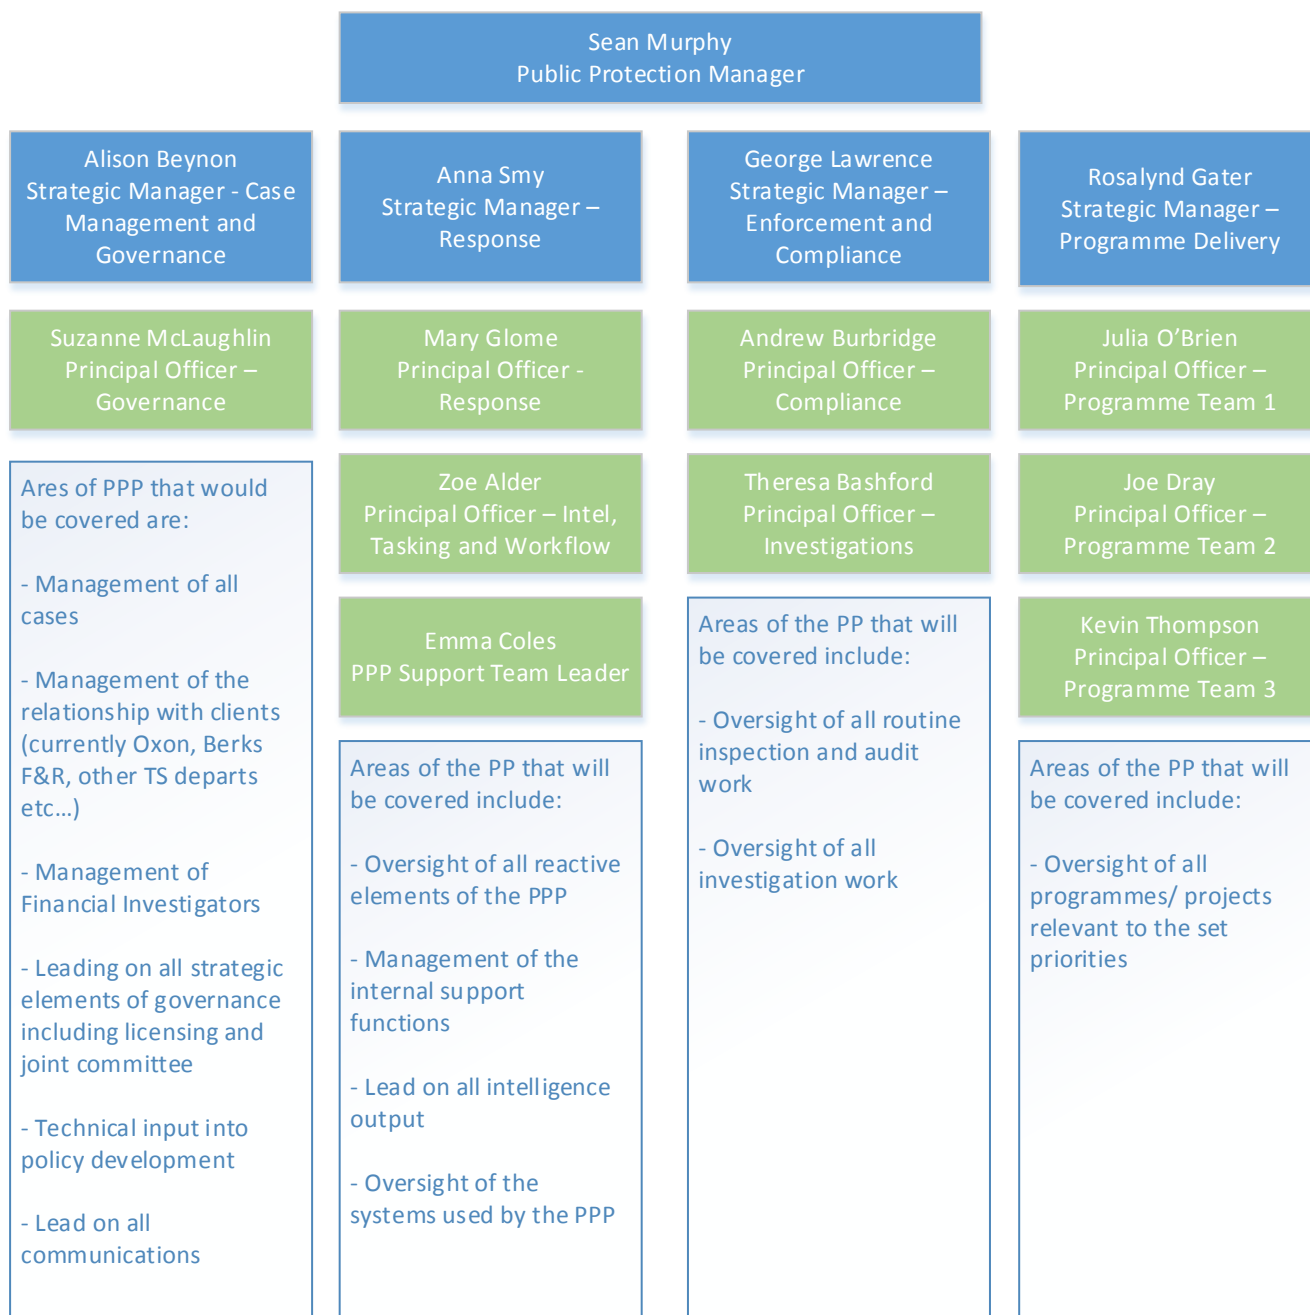 Sean Murphy
Public Protection Manager
Alison Beynon
Strategic Manager - Case
Management and
Governance
Suzanne McLaughlin
Principal Officer –
Governance
Ares of PPP that would
be covered are:
- Management of all
cases
- Management of the
relationship with clients
(currently Oxon, Berks
F&R, other TS departs
etc…)
- Management of
Financial Investigators
- Leading on all strategic
elements of governance
including licensing and
joint committee
- Technical input into
policy development
- Lead on all
communications
Anna Smy
Strategic Manager –
Response
Mary Glome
Principal Officer -
Response
Zoe Alder
Principal Officer – Intel,
Tasking and Workflow
Emma Coles
PPP Support Team Leader
Areas of the PP that will
be covered include:
- Oversight of all reactive
elements of the PPP
- Management of the
internal support
functions
- Lead on all intelligence
output
- Oversight of the
systems used by the PPP
George Lawrence
Strategic Manager –
Enforcement and
Compliance
Andrew Burbridge
Principal Officer –
Compliance
Theresa Bashford
Principal Officer –
Investigations
Areas of the PP that will
be covered include:
- Oversight of all routine
inspection and audit
work
- Oversight of all
investigation work
Rosalynd Gater
Strategic Manager –
Programme Delivery
Julia O’Brien
Principal Officer –
Programme Team 1
Joe Dray
Principal Officer –
Programme Team 2
Kevin Thompson
Principal Officer –
Programme Team 3
Areas of the PP that will
be covered include:
- Oversight of all
programmes/ projects
relevant to the set
priorities